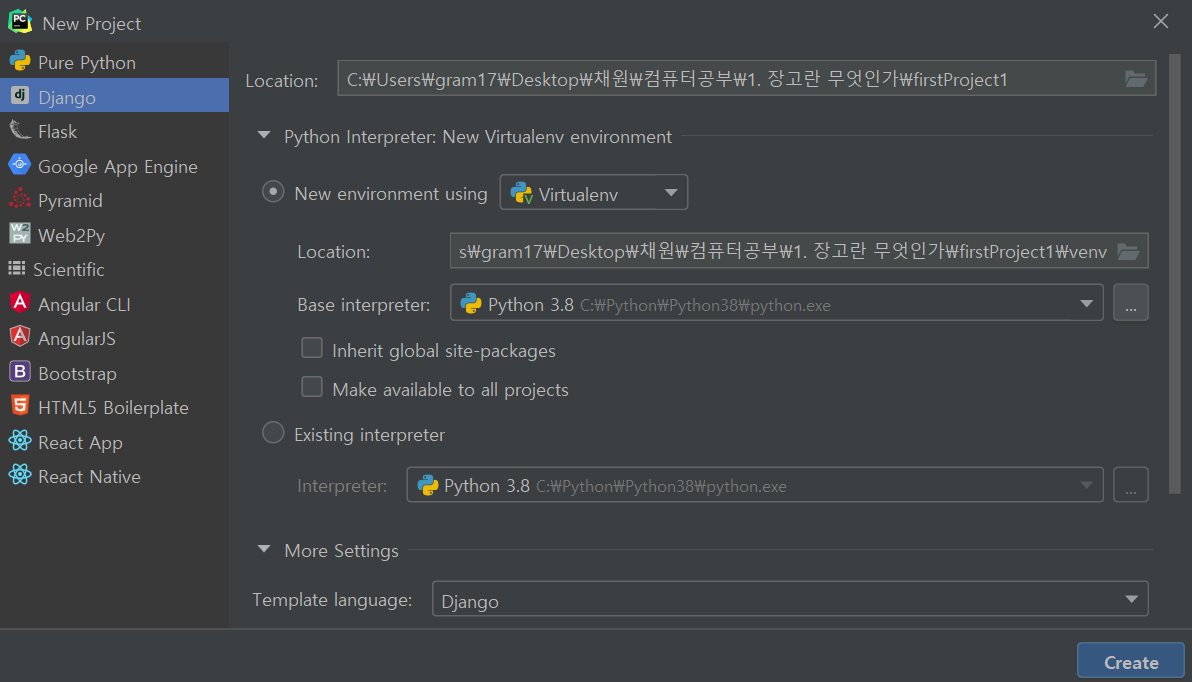 New Project
Pure Python
Django
Flask
Google App Engine
Pyramid
Web2Py
Scientific
Angular CLI
AngularJS
Bootstrap
HTML5 Boilerplate
React App
React Native
Location: C:₩Users₩gram17₩Desktop₩채원₩컴퓨터공부₩1. 장고란 무엇인가₩firstProject1
Python Interpreter: New Virtualenv environment
New environment using Virtualenv
Location: s₩gram17₩Desktop₩채원₩컴퓨터공부₩1. 장고란 무엇인가₩firstProject1₩venv
Base interpreter: Python 3.8 C:₩Python₩Python38₩python.exe ...
Inherit global site-packages
Make available to all projects
Existing interpreter
Interpreter: Python 3.8 C:₩Python₩Python38₩python.exe ...
More Settings
Template language: Django
Create